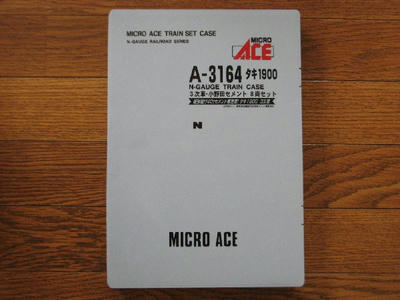 MICRO ACE TRAIN SET CASE
N-GAUGE RAILROAD SERIES
MICRO
ACE
A-3164 タキ1900
N-GAUGE TRAIN CASE
3次車・小野田セメント 8両セット
N
MICRO ACE